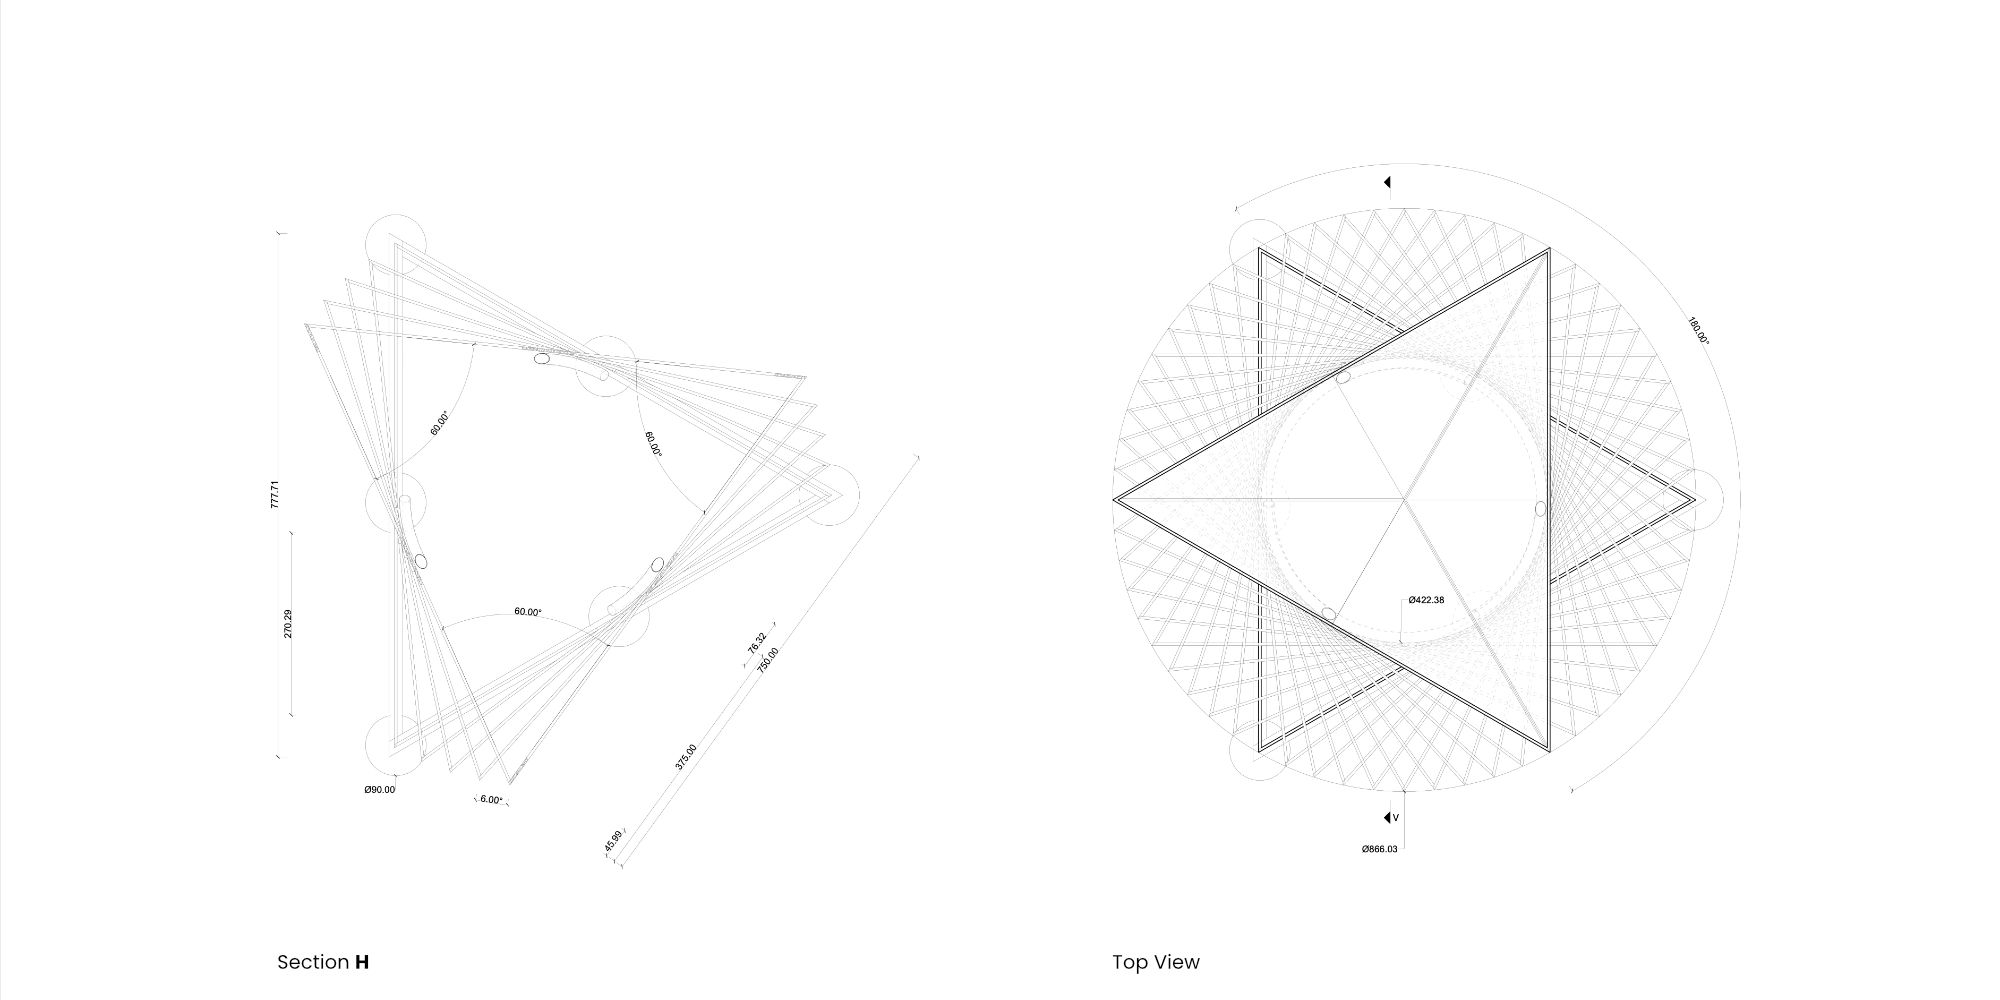 180.00°
60.00°
60.00°
777.71
60.00°
270.29
Ø422.38
76.32
750.00
375.00
Ø90.00
6.00°
45.99
V
Ø866.03
Section H
Top View